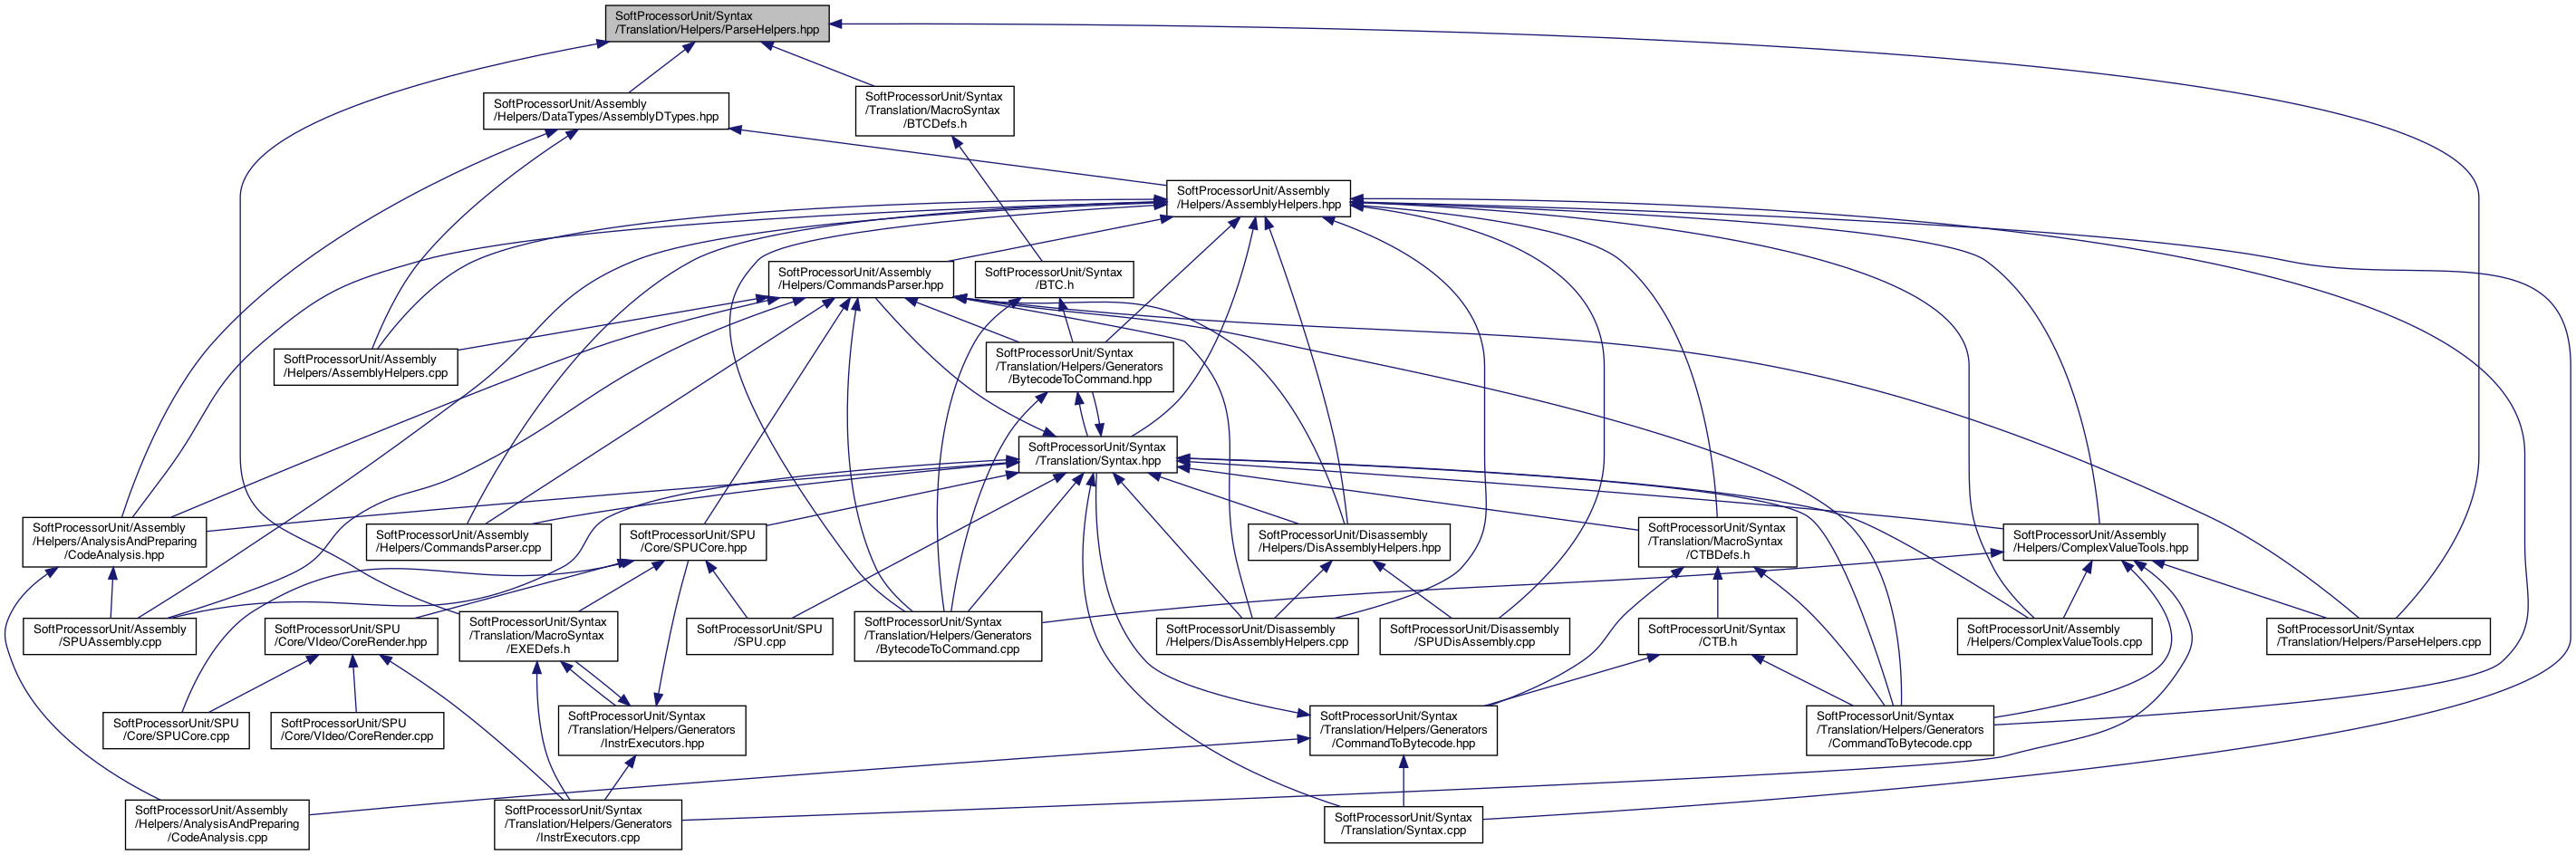 SoftProcessorUnit/Syntax
/Translation/Helpers/ParseHelpers.hpp
SoftProcessorUnit/Assembly
/Helpers/DataTypes/AssemblyDTypes.hpp
SoftProcessorUnit/Syntax
/Translation/MacroSyntax
/BTCDefs.h
SoftProcessorUnit/Assembly
/Helpers/AssemblyHelpers.hpp
SoftProcessorUnit/Assembly
/Helpers/CommandsParser.hpp
SoftProcessorUnit/Syntax
/BTC.h
SoftProcessorUnit/Assembly
/Helpers/AssemblyHelpers.cpp
SoftProcessorUnit/Syntax
/Translation/Helpers/Generators
/BytecodeToCommand.hpp
SoftProcessorUnit/Syntax
/Translation/Syntax.hpp
SoftProcessorUnit/Assembly
/Helpers/AnalysisAndPreparing
/CodeAnalysis.hpp
SoftProcessorUnit/Assembly
/Helpers/CommandsParser.cpp
SoftProcessorUnit/SPU
/Core/SPUCore.hpp
SoftProcessorUnit/Disassembly
/Helpers/DisAssemblyHelpers.hpp
SoftProcessorUnit/Syntax
/Translation/MacroSyntax
/CTBDefs.h
SoftProcessorUnit/Assembly
/Helpers/ComplexValueTools.hpp
SoftProcessorUnit/Assembly
/SPUAssembly.cpp
SoftProcessorUnit/SPU
/Core/VIdeo/CoreRender.hpp
SoftProcessorUnit/Syntax
/Translation/MacroSyntax
/EXEDefs.h
SoftProcessorUnit/SPU
/SPU.cpp
SoftProcessorUnit/Syntax
/Translation/Helpers/Generators
/BytecodeToCommand.cpp
SoftProcessorUnit/Disassembly
/Helpers/DisAssemblyHelpers.cpp
SoftProcessorUnit/Disassembly
/SPUDisAssembly.cpp
SoftProcessorUnit/Syntax
/CTB.h
SoftProcessorUnit/Assembly
/Helpers/ComplexValueTools.cpp
SoftProcessorUnit/Syntax
/Translation/Helpers/ParseHelpers.cpp
SoftProcessorUnit/SPU
/Core/SPUCore.cpp
SoftProcessorUnit/SPU
/Core/VIdeo/CoreRender.cpp
SoftProcessorUnit/Syntax
/Translation/Helpers/Generators
/InstrExecutors.hpp
SoftProcessorUnit/Syntax
/Translation/Helpers/Generators
/CommandToBytecode.hpp
SoftProcessorUnit/Syntax
/Translation/Helpers/Generators
/CommandToBytecode.cpp
SoftProcessorUnit/Assembly
/Helpers/AnalysisAndPreparing
/CodeAnalysis.cpp
SoftProcessorUnit/Syntax
/Translation/Helpers/Generators
/InstrExecutors.cpp
SoftProcessorUnit/Syntax
/Translation/Syntax.cpp